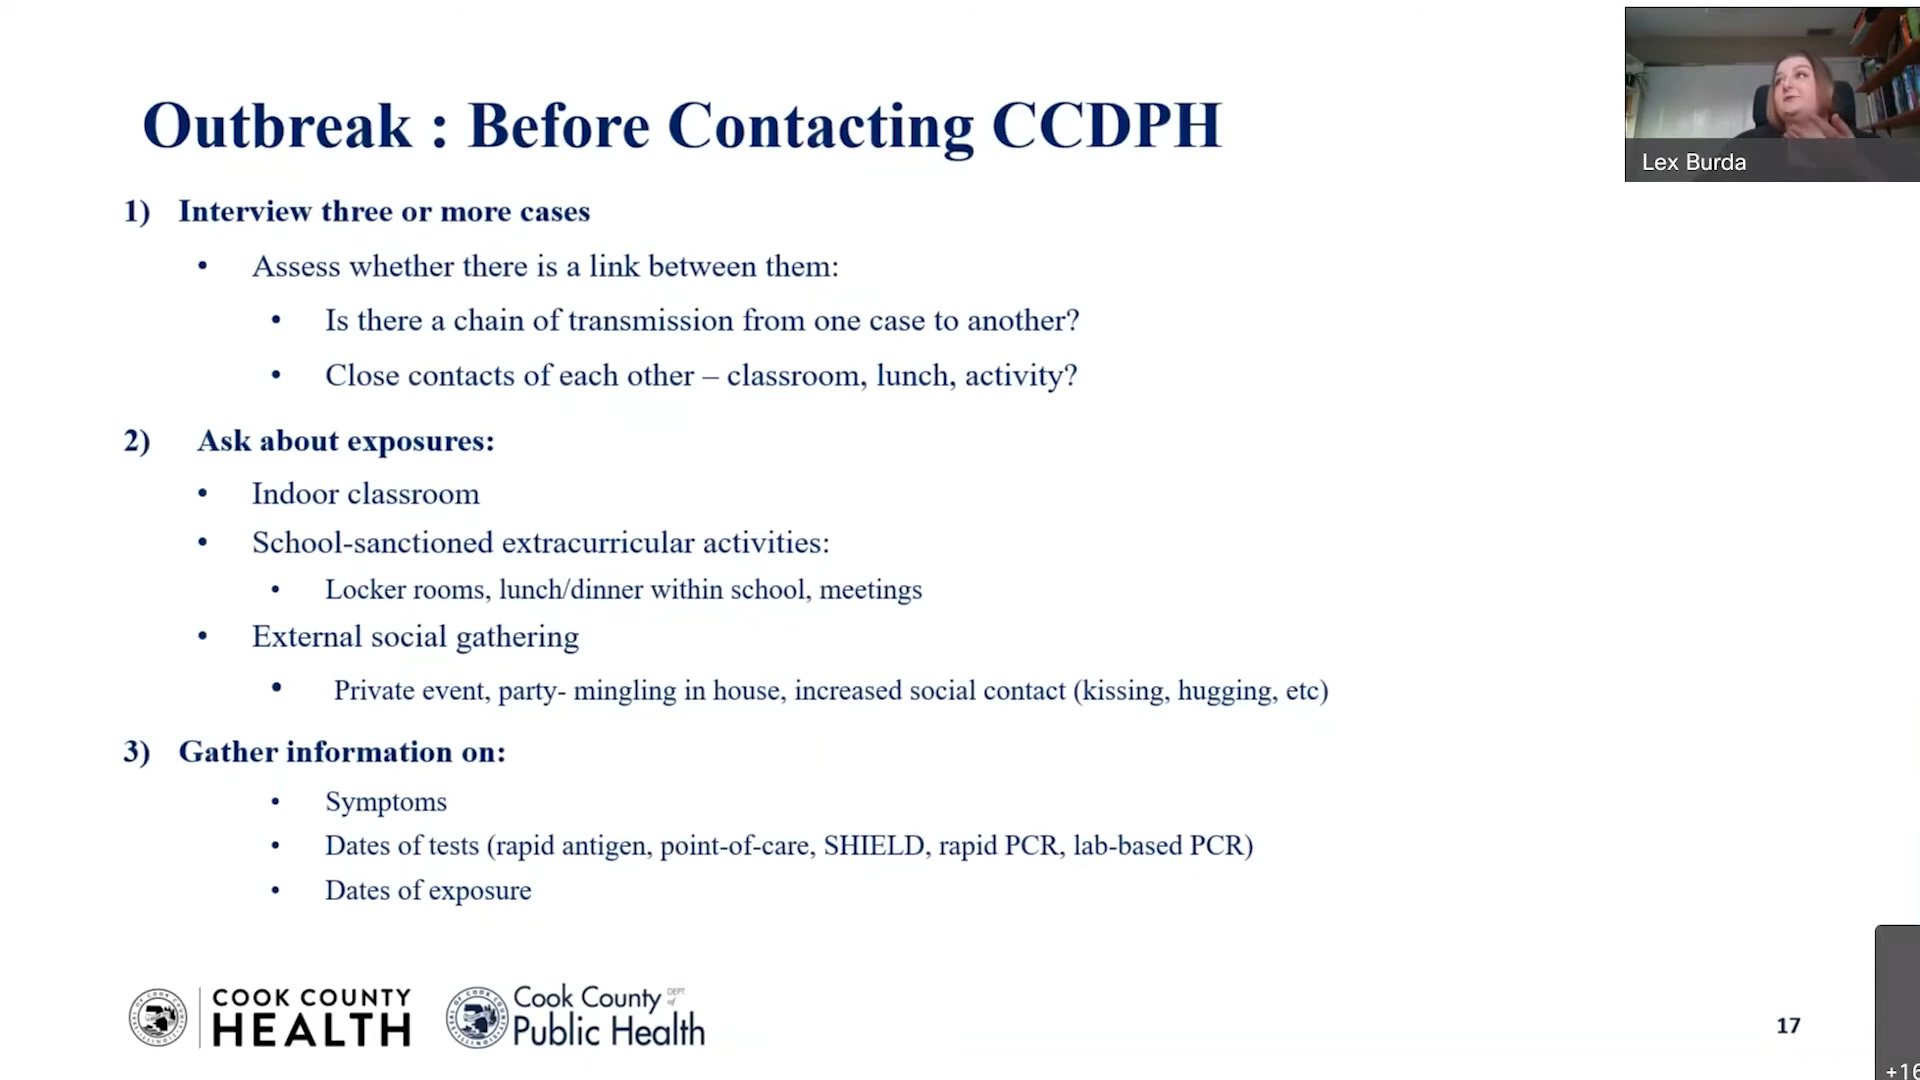 Outbreak : Before Contacting CCDPH
Lex Burda
1) Interview three or more cases
• Assess whether there is a link between them:
• Is there a chain of transmission from one case to another?
• Close contacts of each other – classroom, lunch, activity?
2) Ask about exposures:
• Indoor classroom
• School-sanctioned extracurricular activities:
• Locker rooms, lunch/dinner within school, meetings
• External social gathering
• Private event, party- mingling in house, increased social contact (kissing, hugging, etc)
3) Gather information on:
• Symptoms
• Dates of tests (rapid antigen, point-of-care, SHIELD, rapid PCR, lab-based PCR)
• Dates of exposure
COOK COUNTY
HEALTH
Cook County DEPT. of
Public Health
17
+16